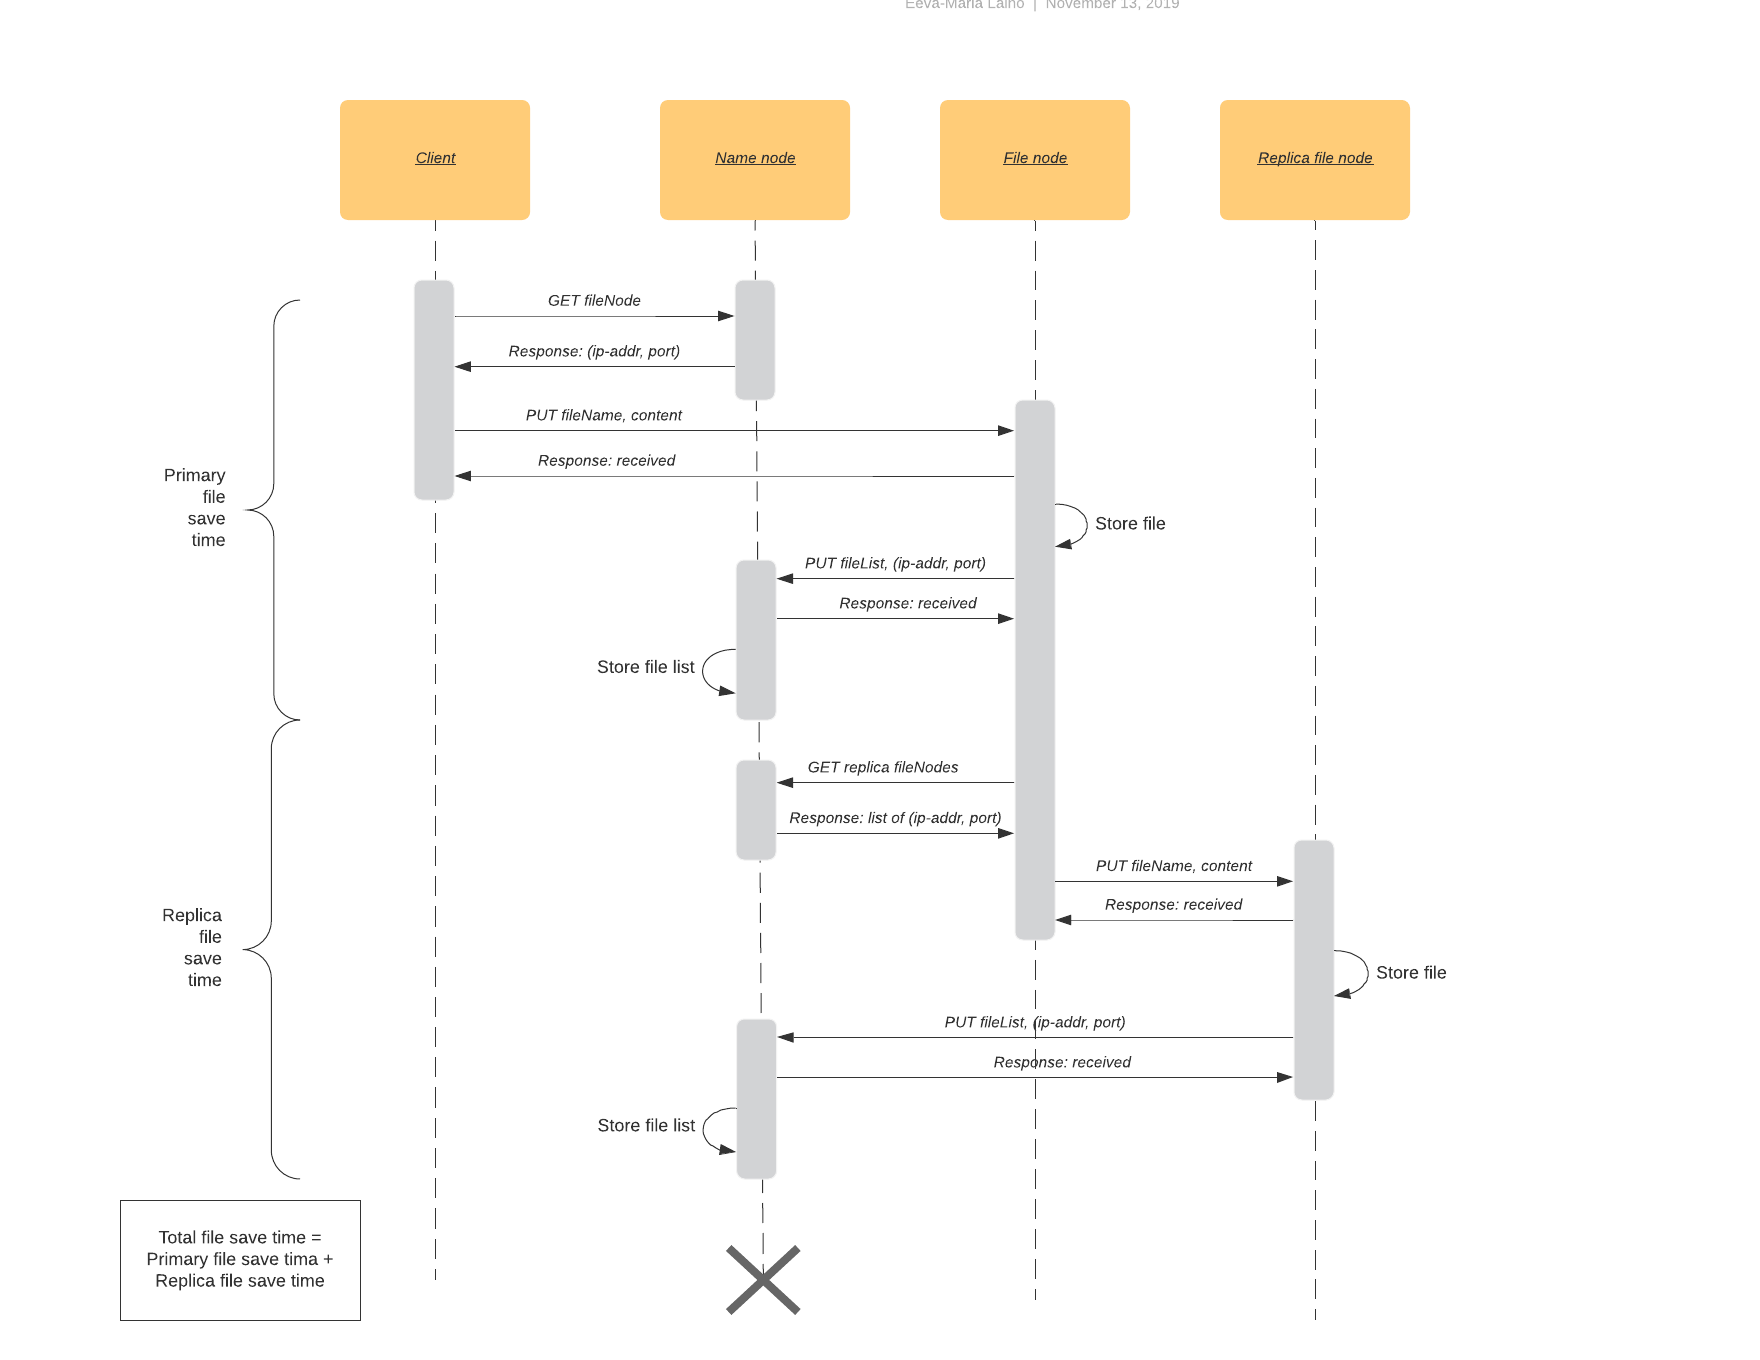 Eeva-Maria Laino | November 13, 2019
Client
Name node
File node
Replica file node
GET fileNode
Response: (ip-addr, port)
PUT fileName, content
Response: received
Primary
file
save
time
Store file
PUT fileList, (ip-addr, port)
Response: received
Store file list
GET replica fileNodes
Response: list of (ip-addr, port)
PUT fileName, content
Response: received
Replica
file
save
time
Store file
PUT fileList, (ip-addr, port)
Response: received
Store file list
Total file save time =
Primary file save tima +
Replica file save time